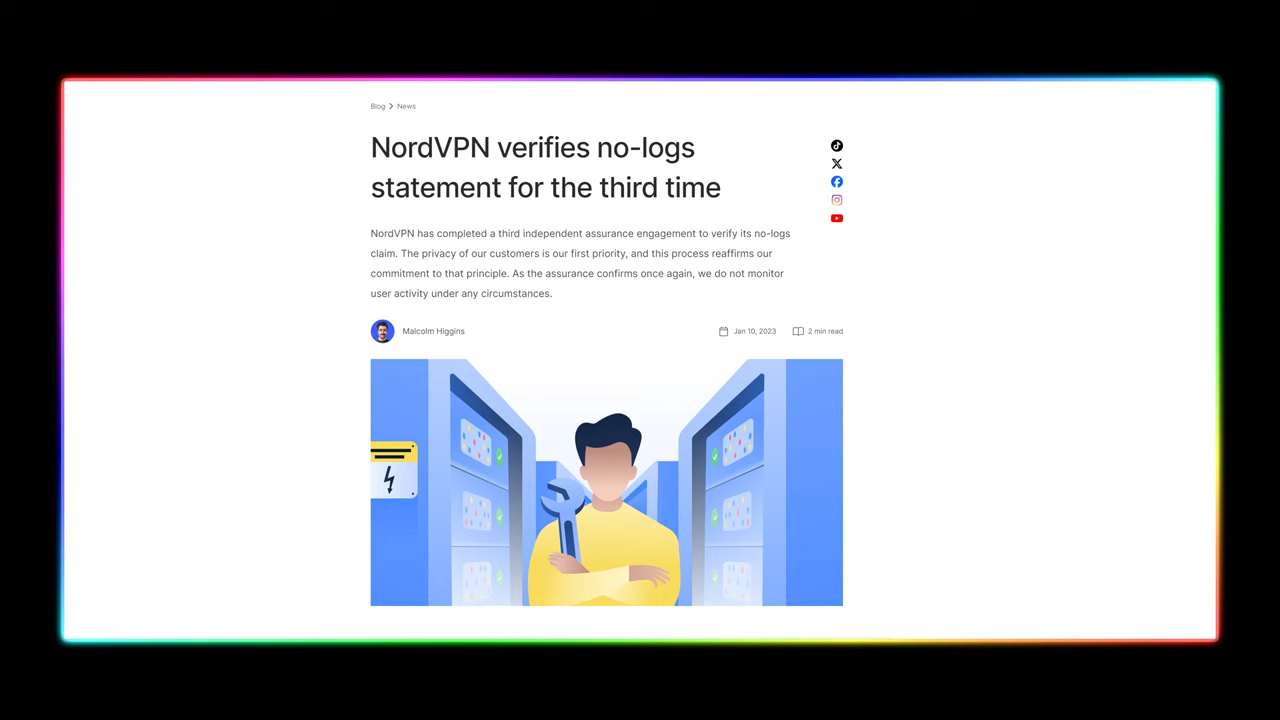 Blog > News
NordVPN verifies no-logs
statement for the third time
NordVPN has completed a third independent assurance engagement to verify its no-logs
claim. The privacy of our customers is our first priority, and this process reaffirms our
commitment to that principle. As the assurance confirms once again, we do not monitor
user activity under any circumstances.
Malcolm Higgins
Jan 10, 2023
2 min read